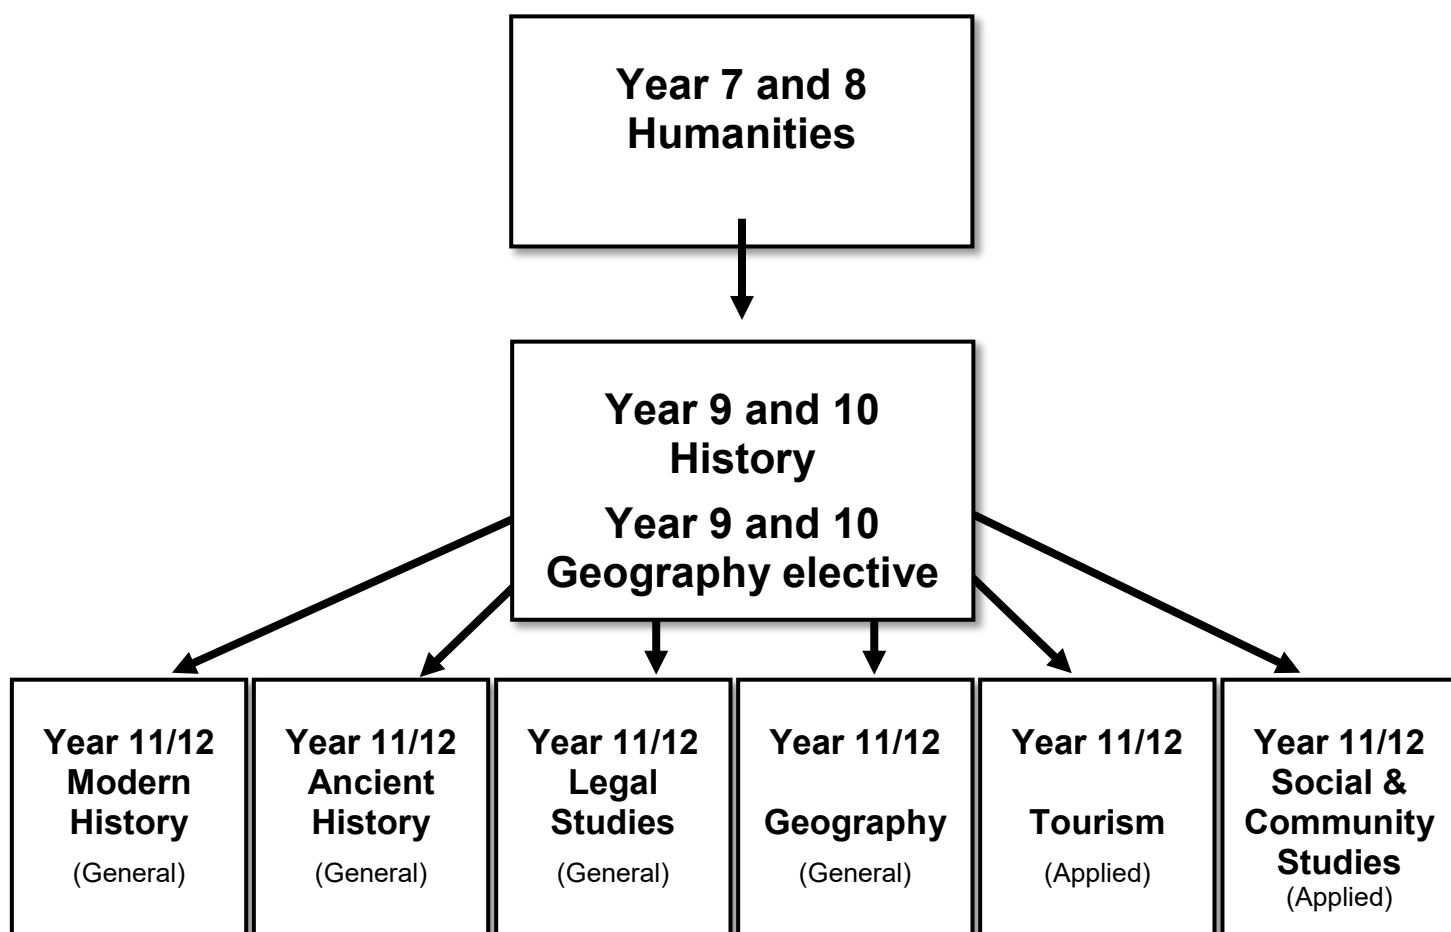 Year 7 and 8
Humanities
Year 9 and 10
History
Year 9 and 10
Geography elective
Year 11/12
Modern
History
(General)
Year 11/12
Ancient
History
(General)
Year 11/12
Legal
Studies
(General)
Year 11/12
Geography
(General)
Year 11/12
Tourism
(Applied)
Year 11/12
Social &
Community
Studies
(Applied)